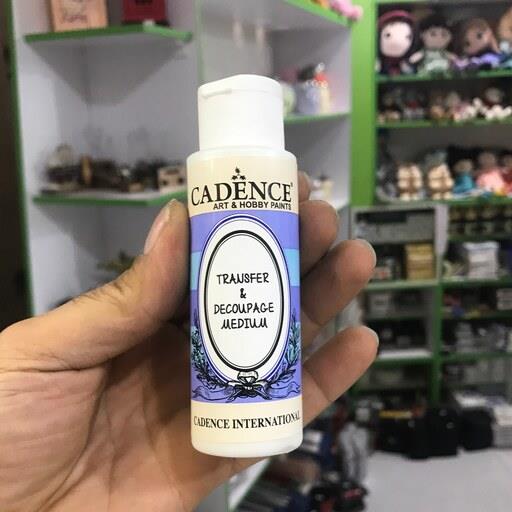 CADENCE®
ART & HOBBY PAINTS
TRANSFER
&
DECOUPAGE
MEDIUM
CADENCE INTERNATIONAL